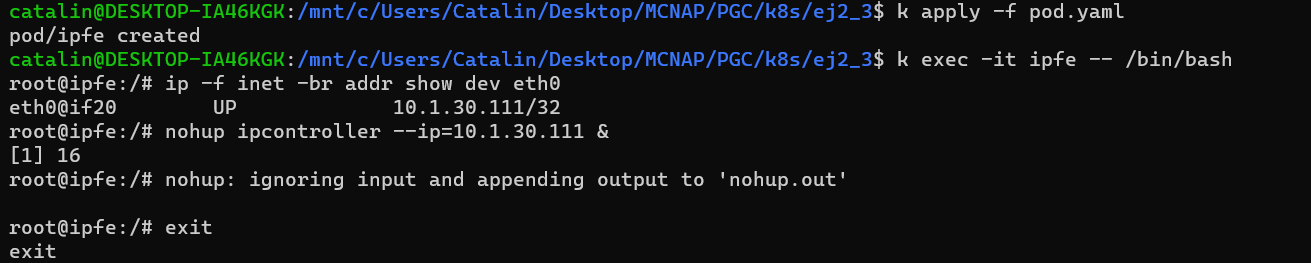 catalin@DESKTOP-IA46KGK:/mnt/c/Users/Catalin/Desktop/MCNAP/PGC/k8s/ej2_3$ k apply -f pod.yaml
pod/ipfe created
catalin@DESKTOP-IA46KGK:/mnt/c/Users/Catalin/Desktop/MCNAP/PGC/k8s/ej2_3$ k exec -it ipfe -- /bin/bash
root@ipfe:/# ip -f inet -br addr show dev eth0
eth0@if20        UP             10.1.30.111/32
root@ipfe:/# nohup ipcontroller --ip=10.1.30.111 &
[1] 16
root@ipfe:/# nohup: ignoring input and appending output to 'nohup.out'
root@ipfe:/# exit
exit